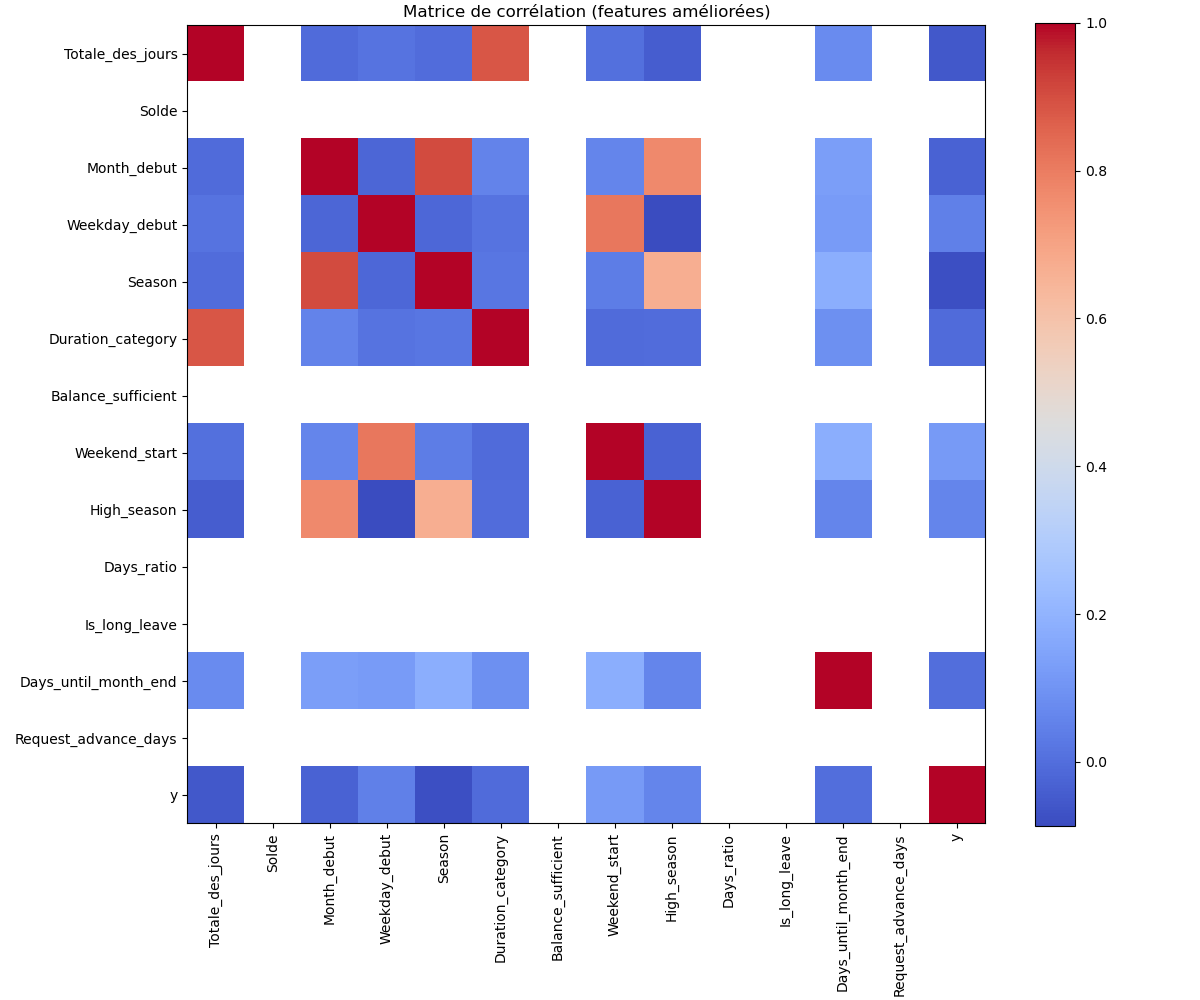 Matrice de corrélation (features améliorées)
Totale_des_jours
Solde
Month_debut
Weekday_debut
Season
Duration_category
Balance_sufficient
Weekend_start
High_season
Days_ratio
Is_long_leave
Days_until_month_end
Request_advance_days
y
Totale_des_jours
Solde
Month_debut
Weekday_debut
Season
Duration_category
Balance_sufficient
Weekend_start
High_season
Days_ratio
Is_long_leave
Days_until_month_end
Request_advance_days
y
1.0
0.8
0.6
0.4
0.2
0.0